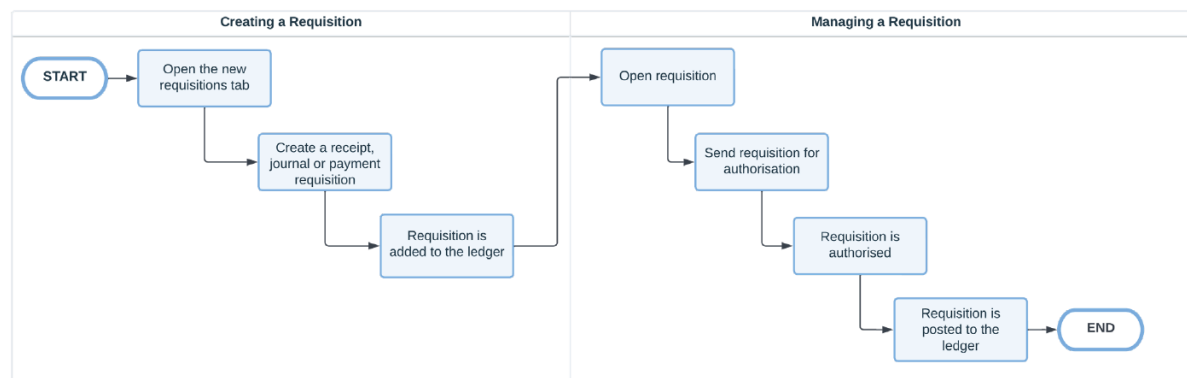 Creating a Requisition
Managing a Requisition
START
Open the new
requisitions tab
Create a receipt,
journal or payment
requisition
Requisition is
added to the ledger
Open requisition
Send requisition for
authorisation
Requisition is
authorised
Requisition is
posted to the
ledger
END